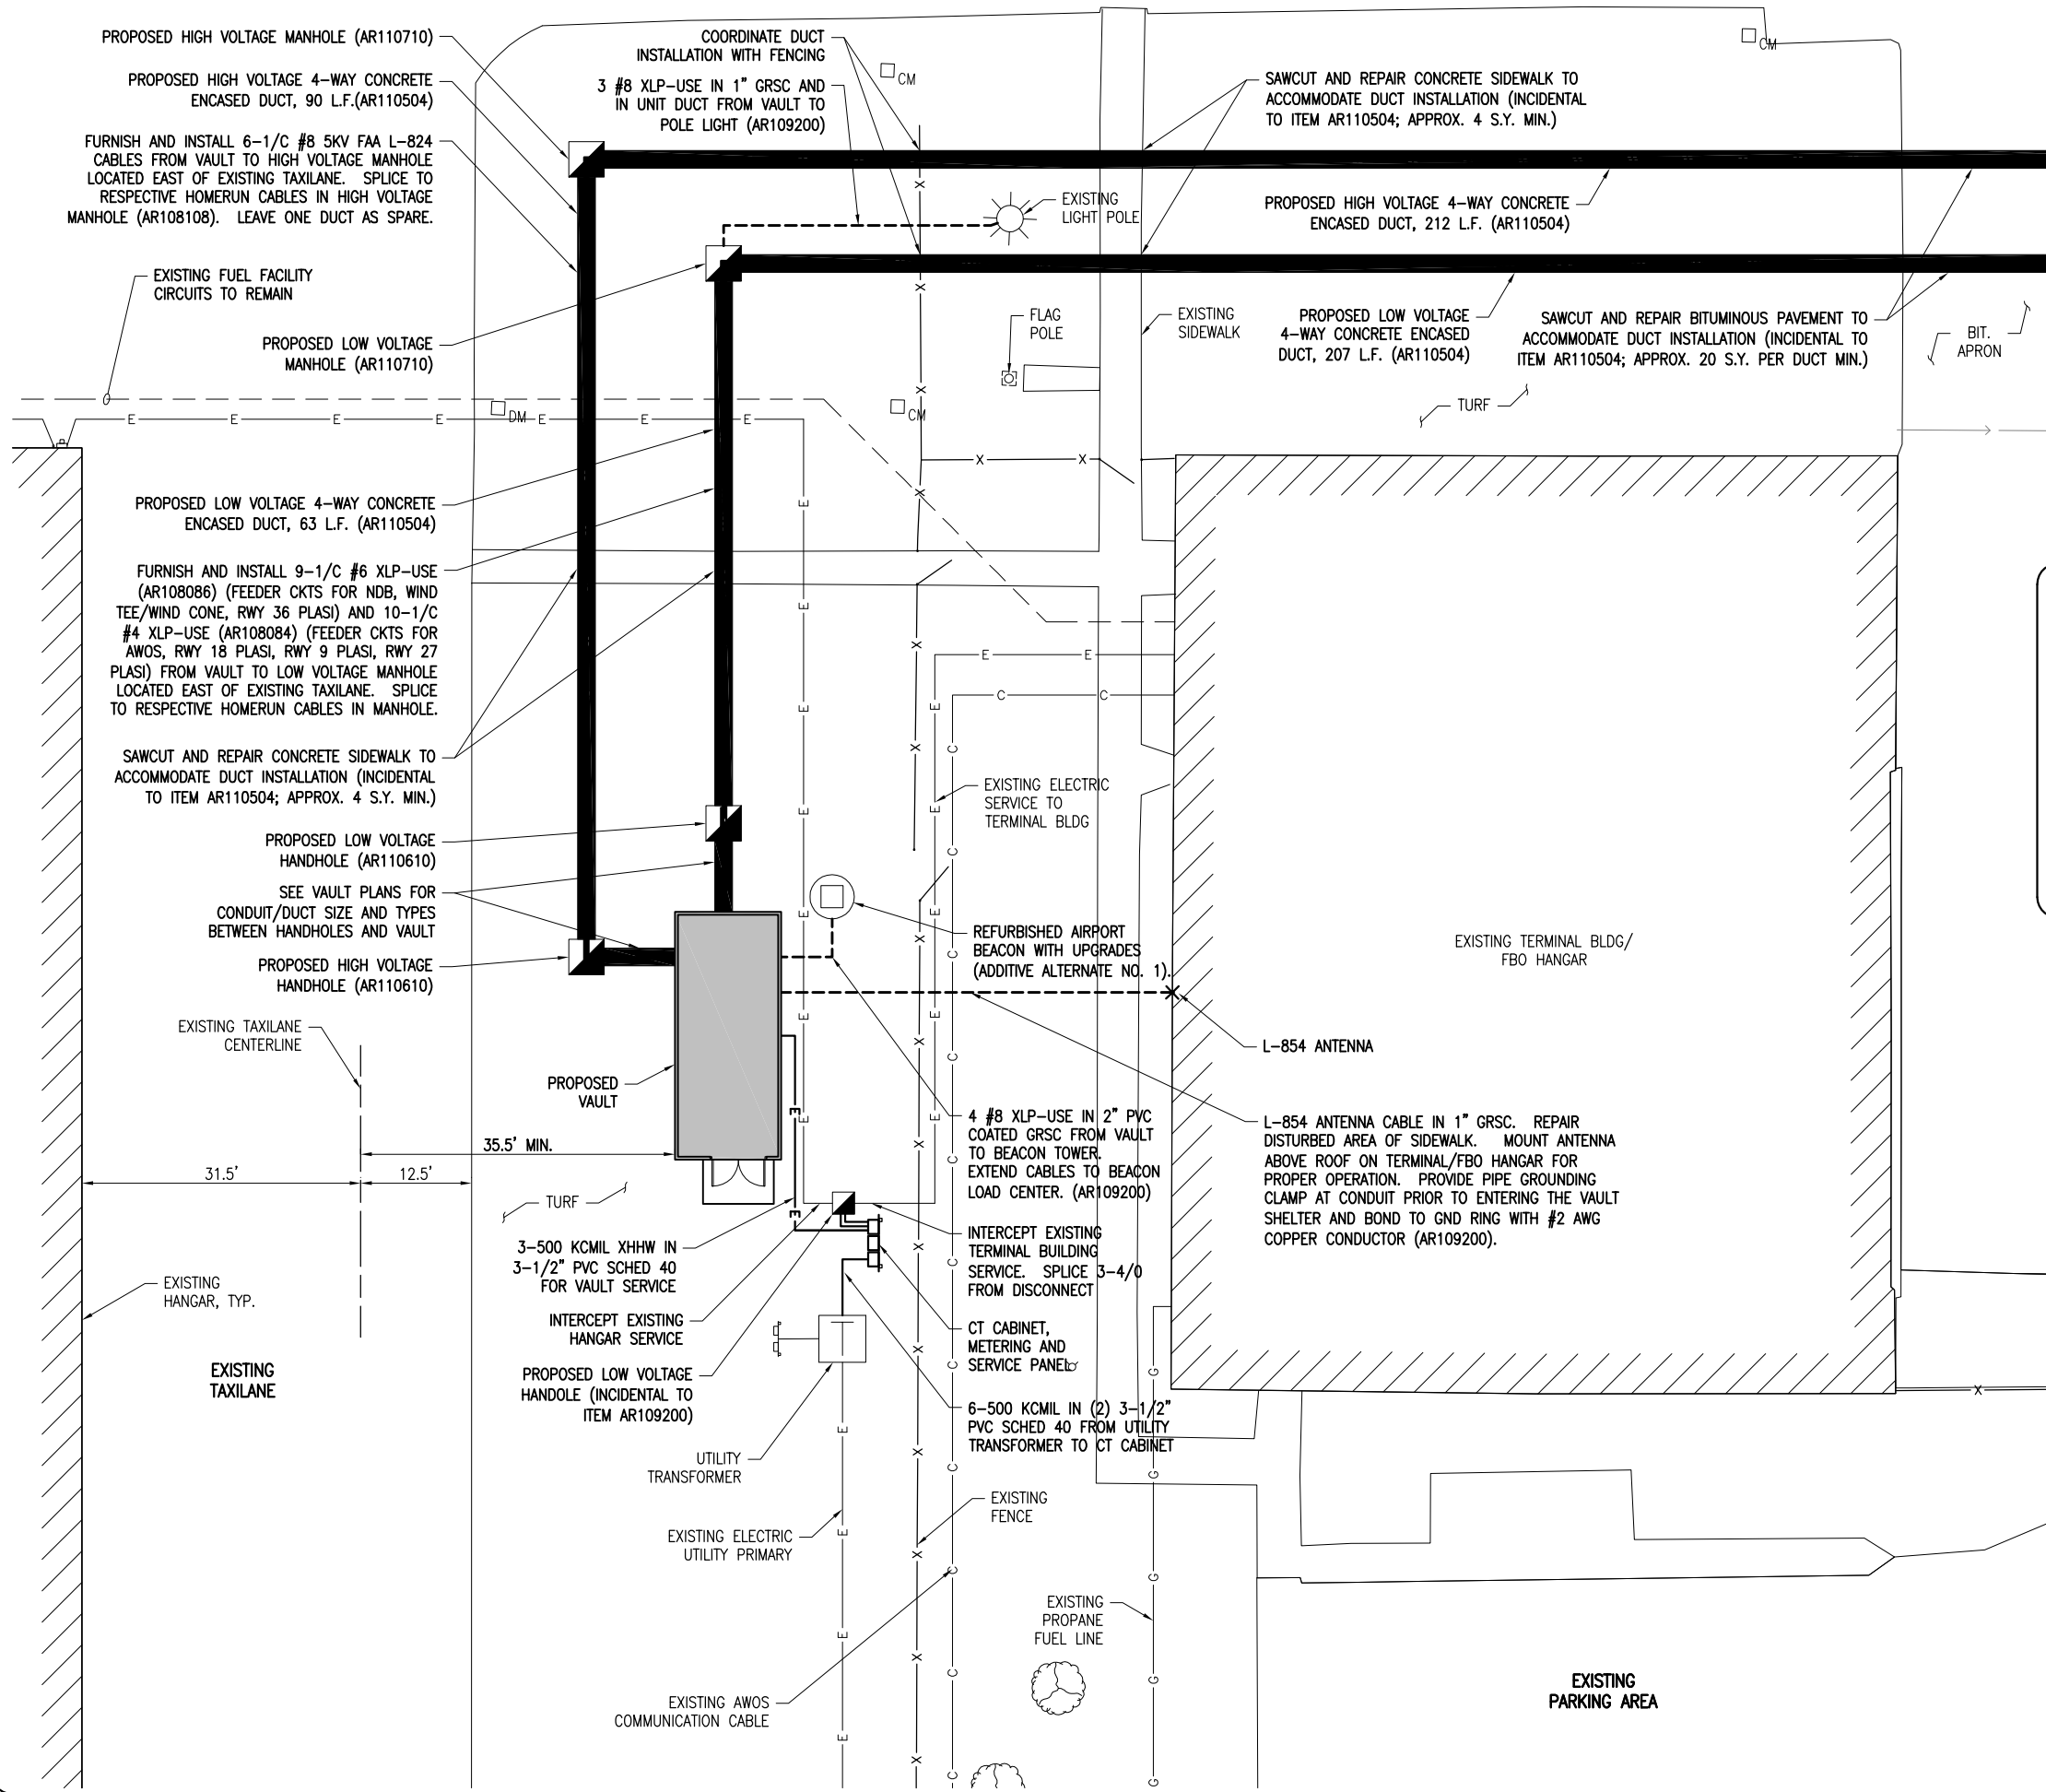 PROPOSED HIGH VOLTAGE MANHOLE (AR110710)
PROPOSED HIGH VOLTAGE 4-WAY CONCRETE
ENCASED DUCT, 90 L.F.(AR110504)
FURNISH AND INSTALL 6-1/C #8 5KV FAA L-824
CABLES FROM VAULT TO HIGH VOLTAGE MANHOLE
LOCATED EAST OF EXISTING TAXILANE. SPLICE TO
RESPECTIVE HOMERUN CABLES IN HIGH VOLTAGE
MANHOLE (AR108108). LEAVE ONE DUCT AS SPARE.
EXISTING FUEL FACILITY
CIRCUITS TO REMAIN
PROPOSED LOW VOLTAGE
MANHOLE (AR110710)
COORDINATE DUCT
INSTALLATION WITH FENCING
3 #8 XLP-USE IN 1" GRSC AND
IN UNIT DUCT FROM VAULT TO
POLE LIGHT (AR109200)
CM
CM
SAWCUT AND REPAIR CONCRETE SIDEWALK TO
ACCOMMODATE DUCT INSTALLATION (INCIDENTAL
TO ITEM AR110504; APPROX. 4 S.Y. MIN.)
EXISTING
LIGHT POLE
PROPOSED HIGH VOLTAGE 4-WAY CONCRETE
ENCASED DUCT, 212 L.F. (AR110504)
FLAG
POLE
EXISTING
SIDEWALK
PROPOSED LOW VOLTAGE
4-WAY CONCRETE ENCASED
DUCT, 207 L.F. (AR110504)
SAWCUT AND REPAIR BITUMINOUS PAVEMENT TO
ACCOMMODATE DUCT INSTALLATION (INCIDENTAL TO
ITEM AR110504; APPROX. 20 S.Y. PER DUCT MIN.)
BIT.
APRON
TURF
DM
CM
PROPOSED LOW VOLTAGE 4-WAY CONCRETE
ENCASED DUCT, 63 L.F. (AR110504)
FURNISH AND INSTALL 9-1/C #6 XLP-USE
(AR108086) (FEEDER CKTS FOR NDB, WIND
TEE/WIND CONE, RWY 36 PLASI) AND 10-1/C
#4 XLP-USE (AR108084) (FEEDER CKTS FOR
AWOS, RWY 18 PLASI, RWY 9 PLASI, RWY 27
PLASI) FROM VAULT TO LOW VOLTAGE MANHOLE
LOCATED EAST OF EXISTING TAXILANE. SPLICE
TO RESPECTIVE HOMERUN CABLES IN MANHOLE.
SAWCUT AND REPAIR CONCRETE SIDEWALK TO
ACCOMMODATE DUCT INSTALLATION (INCIDENTAL
TO ITEM AR110504; APPROX. 4 S.Y. MIN.)
PROPOSED LOW VOLTAGE
HANDHOLE (AR110610)
SEE VAULT PLANS FOR
CONDUIT/DUCT SIZE AND TYPES
BETWEEN HANDHOLES AND VAULT
PROPOSED HIGH VOLTAGE
HANDHOLE (AR110610)
EXISTING ELECTRIC
SERVICE TO
TERMINAL BLDG
REFURBISHED AIRPORT
BEACON WITH UPGRADES
(ADDITIVE ALTERNATE NO. 1).
EXISTING TERMINAL BLDG/
FBO HANGAR
EXISTING TAXILANE
CENTERLINE
PROPOSED
VAULT
L-854 ANTENNA
35.5' MIN.
31.5'
12.5'
TURF
4 #8 XLP-USE IN 2" PVC
COATED GRSC FROM VAULT
TO BEACON TOWER.
EXTEND CABLES TO BEACON
LOAD CENTER. (AR109200)
L-854 ANTENNA CABLE IN 1" GRSC. REPAIR
DISTURBED AREA OF SIDEWALK. MOUNT ANTENNA
ABOVE ROOF ON TERMINAL/FBO HANGAR FOR
PROPER OPERATION. PROVIDE PIPE GROUNDING
CLAMP AT CONDUIT PRIOR TO ENTERING THE VAULT
SHELTER AND BOND TO GND RING WITH #2 AWG
COPPER CONDUCTOR (AR109200).
3-500 KCMIL XHHW IN
3-1/2" PVC SCHED 40
FOR VAULT SERVICE
INTERCEPT EXISTING
TERMINAL BUILDING
SERVICE. SPLICE 3-4/0
FROM DISCONNECT
EXISTING
HANGAR, TYP.
INTERCEPT EXISTING
HANGAR SERVICE
CT CABINET,
METERING AND
SERVICE PANEL
EXISTING
TAXILANE
PROPOSED LOW VOLTAGE
HANDOLE (INCIDENTAL TO
ITEM AR109200)
6-500 KCMIL IN (2) 3-1/2"
PVC SCHED 40 FROM UTILITY
TRANSFORMER TO CT CABINET
UTILITY
TRANSFORMER
EXISTING
FENCE
EXISTING ELECTRIC
UTILITY PRIMARY
EXISTING
PROPANE
FUEL LINE
EXISTING AWOS
COMMUNICATION CABLE
EXISTING
PARKING AREA